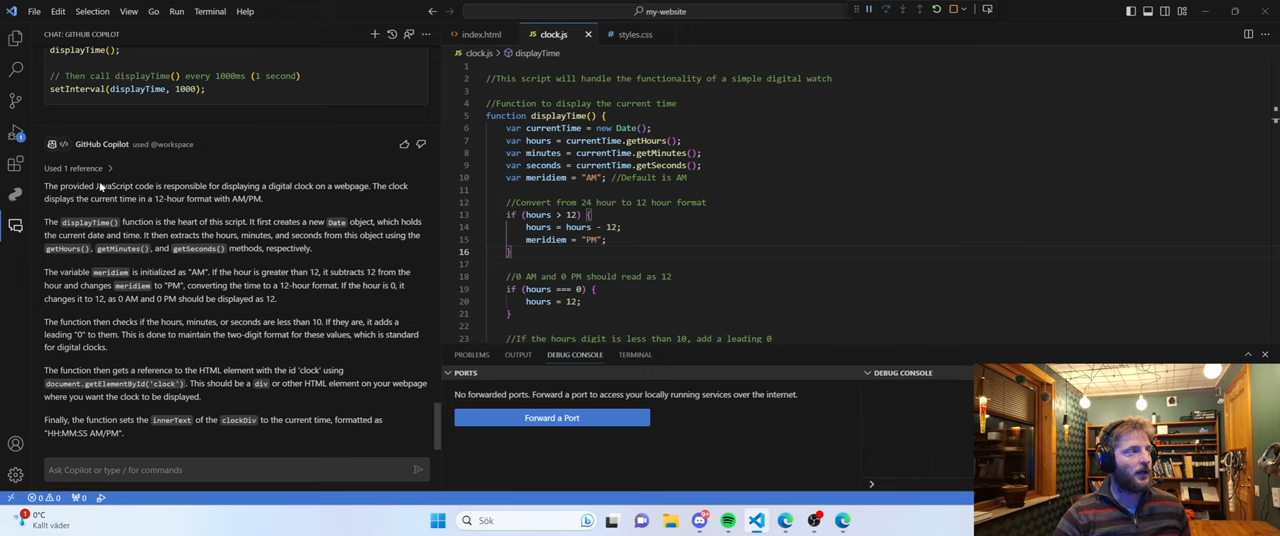 File Edit Selection View Go Run Terminal Help
my-website
CHAT: GITHUB COPILOT
displayTime();
// Then call displayTime() every 1000ms (1 second)
setInterval(displayTime, 1000);
GitHub Copilot used @workspace
Used 1 reference
The provided JavaScript code is responsible for displaying a digital clock on a webpage. The clock
displays the current time in a 12-hour format with AM/PM.
The displayTime() function is the heart of this script. It first creates a new Date object, which holds
the current date and time. It then extracts the hours, minutes, and seconds from this object using the
getHours(), getMinutes(), and getSeconds() methods, respectively.
The variable meridiem is initialized as "AM". If the hour is greater than 12, it subtracts 12 from the
hour and changes meridiem to "PM", converting the time to a 12-hour format. If the hour is 0, it
changes it to 12, as 0 AM and 0 PM should be displayed as 12.
The function then checks if the hours, minutes, or seconds are less than 10. If they are, it adds a
leading "0" to them. This is done to maintain the two-digit format for these values, which is standard
for digital clocks.
The function then gets a reference to the HTML element with the id 'clock' using
document.getElementById('clock'). This should be a div or other HTML element on your webpage
where you want the clock to be displayed.
Finally, the function sets the innerText of the clockDiv to the current time, formatted as
"HH:MM:SS AM/PM".
Ask Copilot or type / for commands
index.html clock.js styles.css
clock.js > displayTime
1
2 //This script will handle the functionality of a simple digital watch
3
4 //Function to display the current time
5 function displayTime() {
6 var currentTime = new Date();
7 var hours = currentTime.getHours();
8 var minutes = currentTime.getMinutes();
9 var seconds = currentTime.getSeconds();
10 var meridiem = "AM"; //Default is AM
11
12 //Convert from 24 hour to 12 hour format
13 if (hours > 12) {
14 hours = hours - 12;
15 meridiem = "PM";
16 }
17
18 //0 AM and 0 PM should read as 12
19 if (hours === 0) {
20 hours = 12;
21 }
22
23 //If the hours digit is less than 10, add a leading 0
PROBLEMS OUTPUT DEBUG CONSOLE TERMINAL
PORTS
DEBUG CONSOLE
No forwarded ports. Forward a port to access your locally running services over the internet.
Forward a Port
0 0 0
1 0°C
Kallt väder
Sök